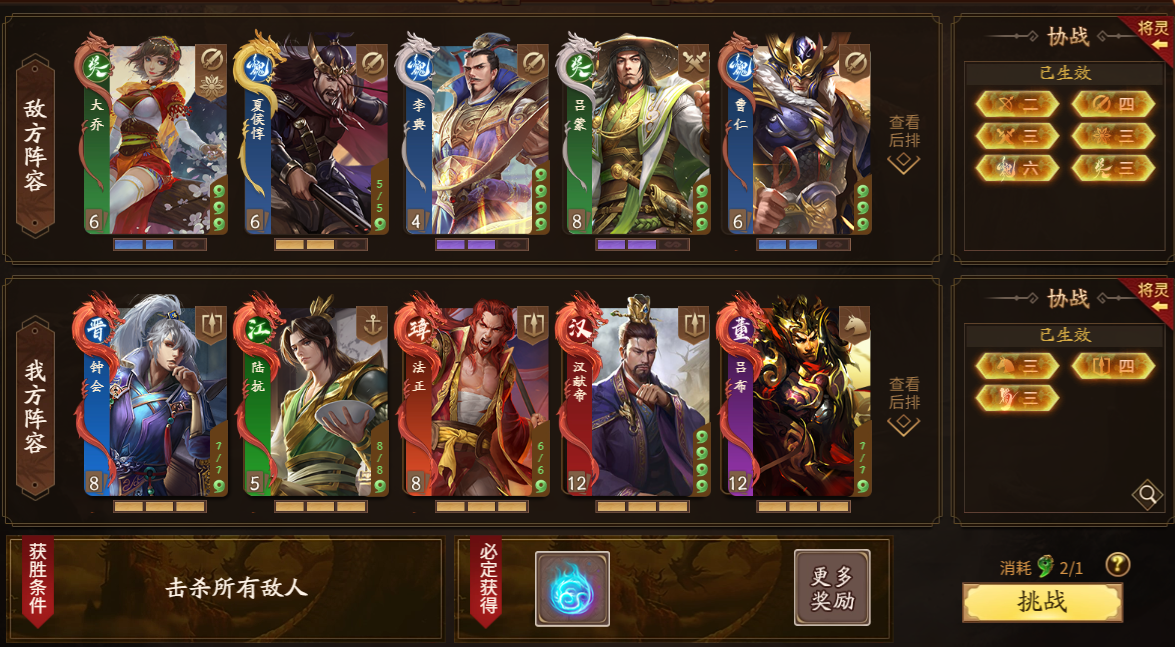 敌方阵容
吴
大乔
6
魏
夏侯惇
5/5
6
魏
李典
4
吴
吕蒙
8
魏
曹仁
6
查看
后排
协战
将灵
已生效
二
四
三
三
魏 六
吴 三
我方阵容
晋
钟会
7/7
8
江
陆抗
8/8
5
法正
6/6
8
汉
汉献帝
12
董
吕布
7/7
12
查看
后排
协战
将灵
已生效
三
四
三
获胜条件
击杀所有敌人
必定获得
更多
奖励
消耗 2/1
?
挑战